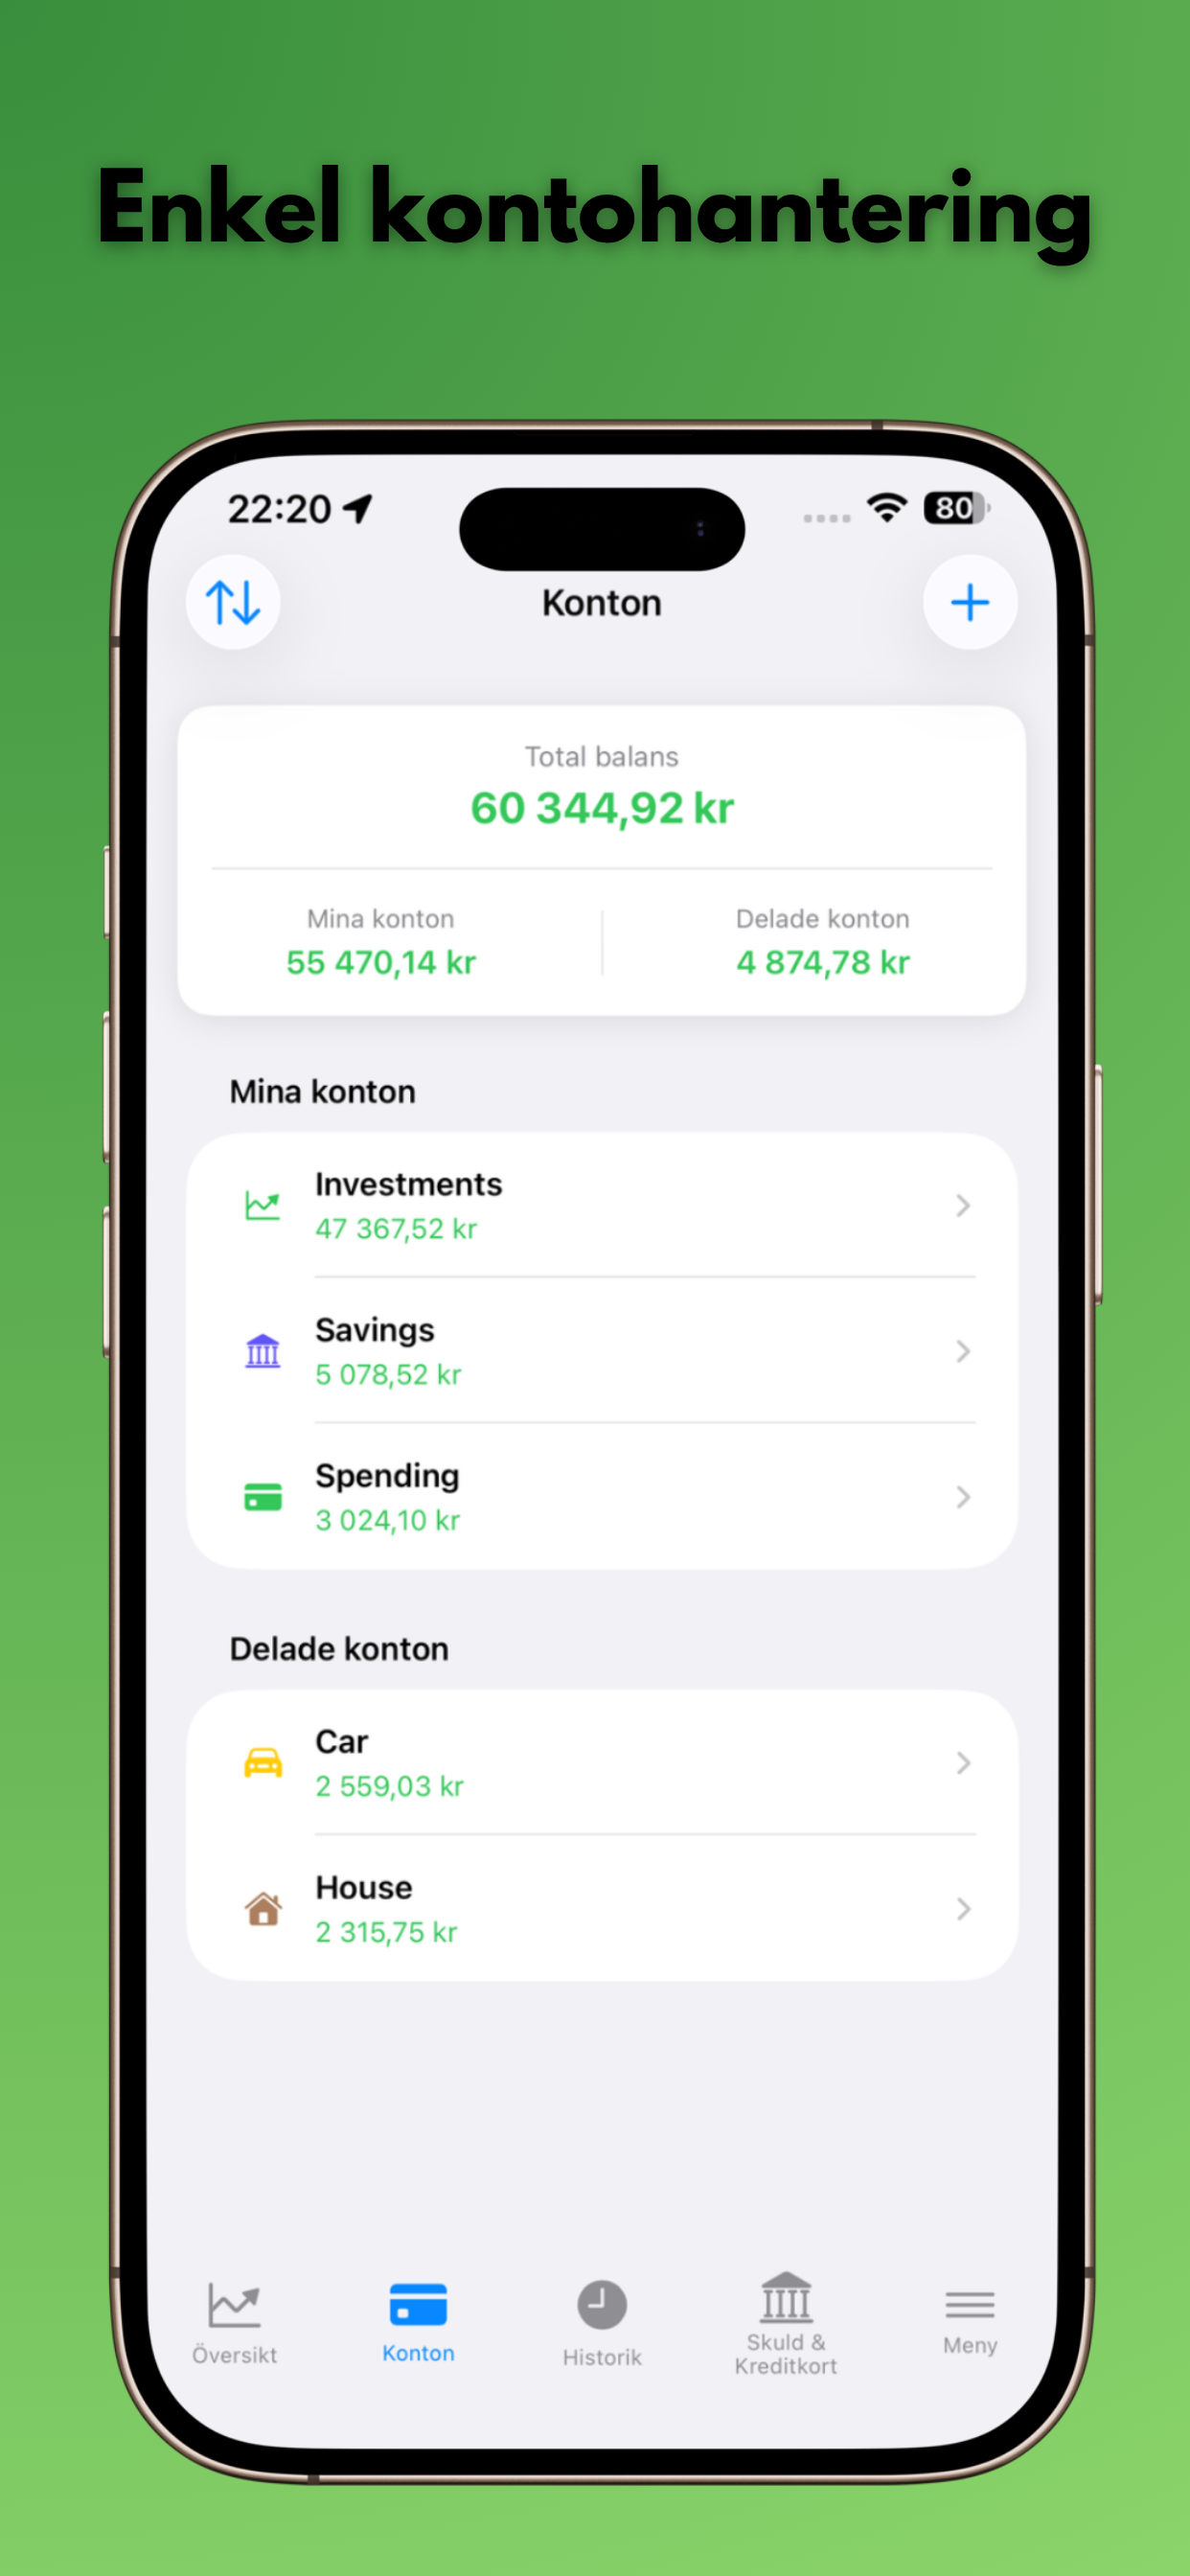 Enkel kontohantering
22:20
80
Konton
Total balans
60 344,92 kr
Mina konton
55 470,14 kr
Delade konton
4 874,78 kr
Mina konton
Investments
47 367,52 kr
Savings
5 078,52 kr
Spending
3 024,10 kr
Delade konton
Car
2 559,03 kr
House
2 315,75 kr
Översikt
Konton
Historik
Skuld &
Kreditkort
Meny